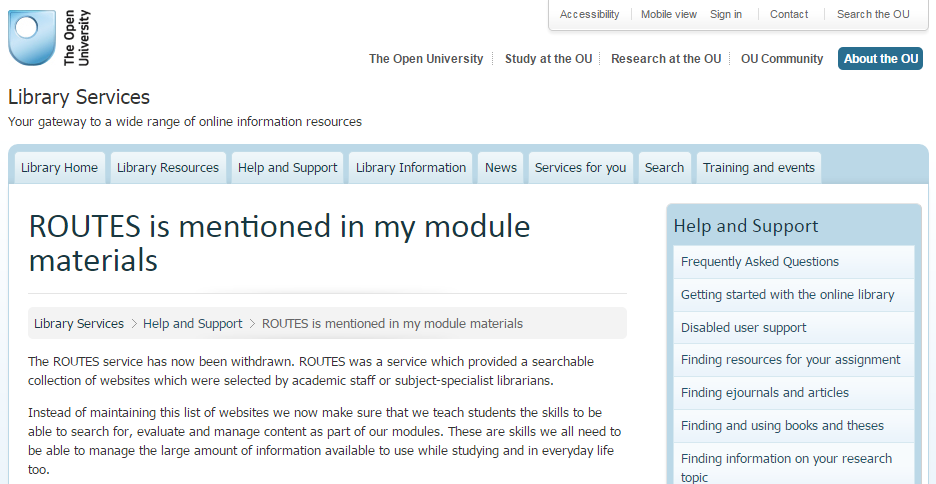 The Open
University
Accessibility
Mobile view
Sign in
Contact
Search the OU
The Open University
Study at the OU
Research at the OU
OU Community
About the OU
Library Services
Your gateway to a wide range of online information resources
Library Home
Library Resources
Help and Support
Library Information
News
Services for you
Search
Training and events
ROUTES is mentioned in my module
materials
Library Services > Help and Support > ROUTES is mentioned in my module materials
The ROUTES service has now been withdrawn. ROUTES was a service which provided a searchable
collection of websites which were selected by academic staff or subject-specialist librarians.
Instead of maintaining this list of websites we now make sure that we teach students the skills to be
able to search for, evaluate and manage content as part of our modules. These are skills we all need to
be able to manage the large amount of information available to use while studying and in everyday life
too.
Help and Support
Frequently Asked Questions
Getting started with the online library
Disabled user support
Finding resources for your assignment
Finding ejournals and articles
Finding and using books and theses
Finding information on your research
topic